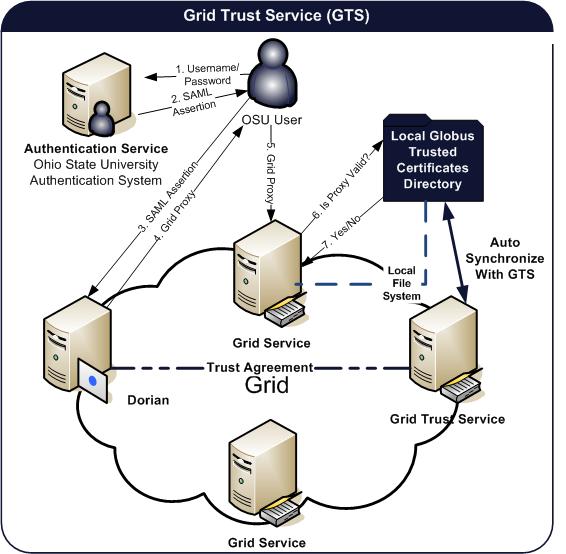 Grid Trust Service (GTS)
1. Username/
Password
2. SAML
Assertion
OSU User
Authentication Service
Ohio State University
Authentication System
Local Globus
Trusted
Certificates
Directory
3. SAML Assertion
4. Grid Proxy
5. Grid Proxy
6. Is Proxy Valid?
7. Yes/No
Auto
Synchronize
With GTS
Local
File
System
Grid Service
Trust Agreement
Grid
Dorian
Grid Trust Service
Grid Service